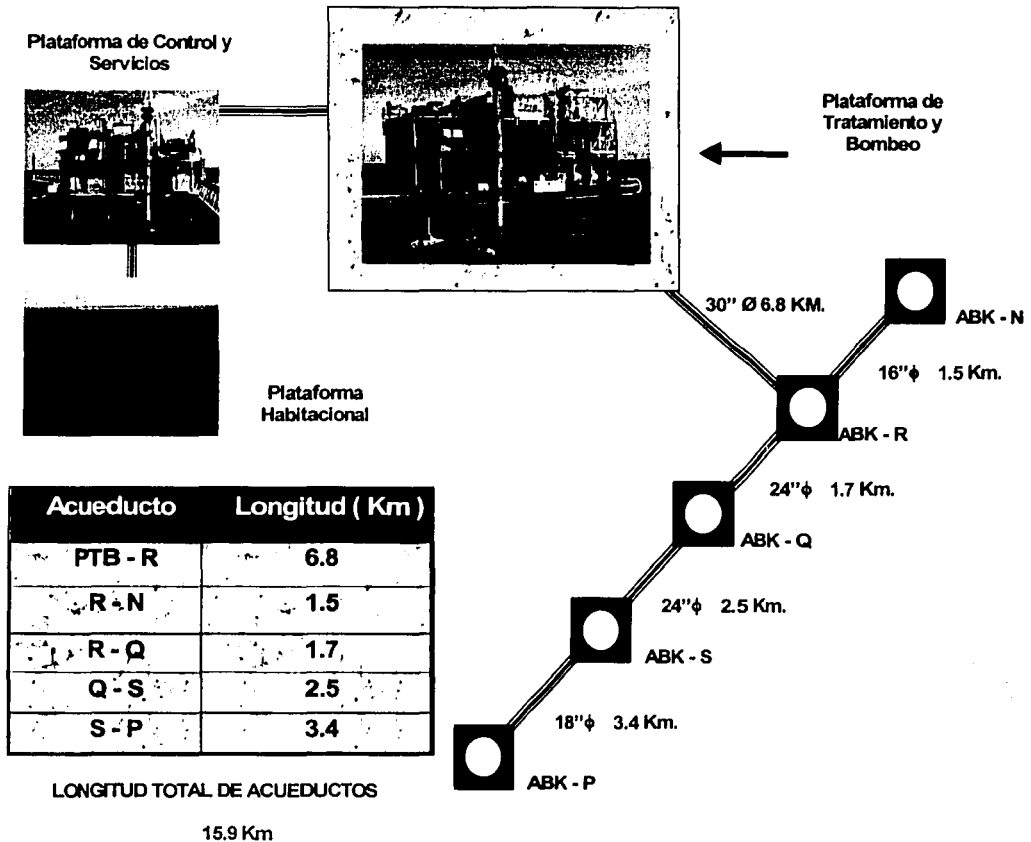 Plataforma de Control y
Servicios
Plataforma de
Tratamiento y
Bombeo
30" Ø 6.8 KM.
ABK - N
16"ϕ 1.5 Km.
ABK - R
Plataforma
Habitacional
24"ϕ 1.7 Km.
ABK - Q
24"ϕ 2.5 Km.
ABK - S
18"ϕ 3.4 Km.
ABK - P
Acueducto Longitud ( Km )
PTB - R 6.8
R - N 1.5
R - Q 1.7
Q - S 2.5
S - P 3.4
LONGITUD TOTAL DE ACUEDUCTOS
15.9 Km